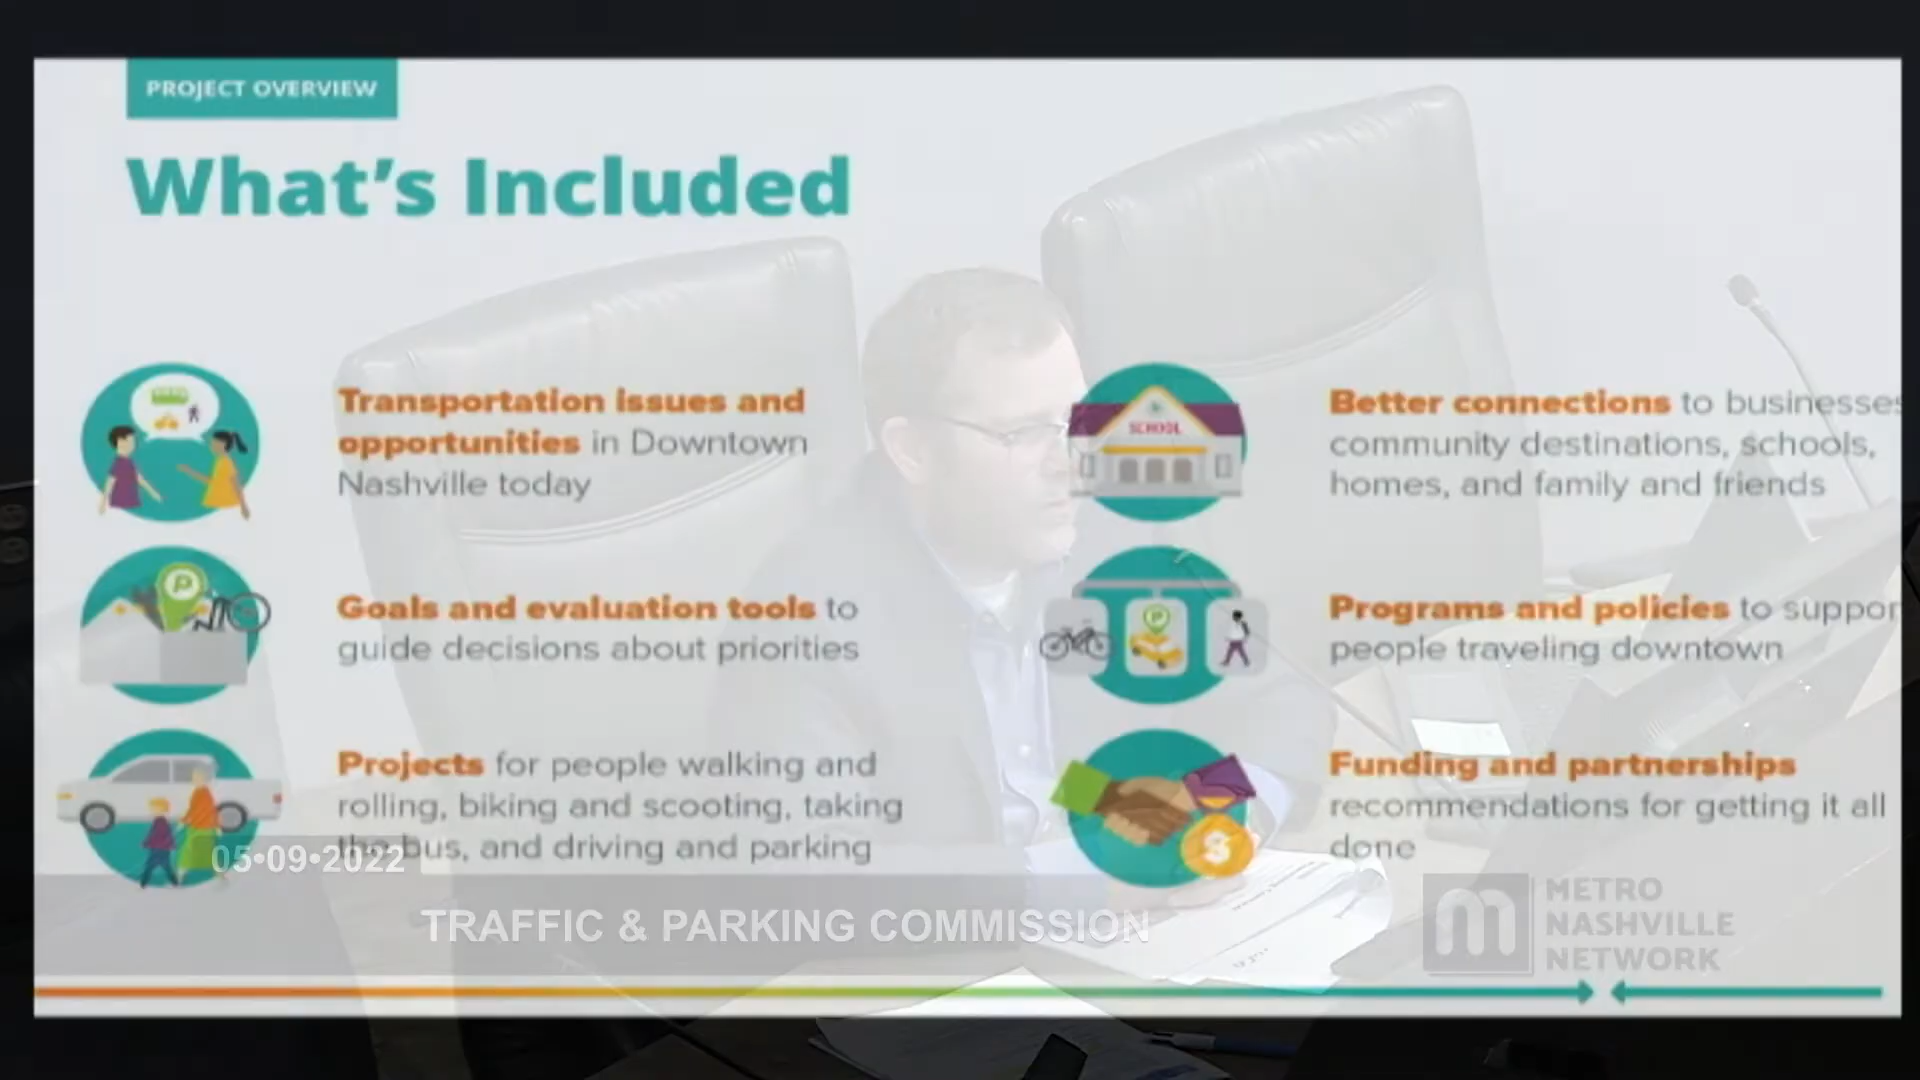 PROJECT OVERVIEW
What's Included
Transportation issues and
opportunities in Downtown
Nashville today
Goals and evaluation tools to
guide decisions about priorities
Projects for people walking and
rolling, biking and scooting, taking
the bus, and driving and parking
SCHOOL
Better connections to businesses
community destinations, schools,
homes, and family and friends
P
P
Programs and policies to suppor
people traveling downtown
$
Funding and partnerships
recommendations for getting it all
done
05•09•2022
TRAFFIC & PARKING COMMISSION
m
METRO
NASHVILLE
NETWORK